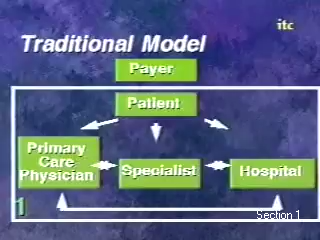 itc
Traditional Model
Payer
Patient
Primary
Care
Physician
Specialist
Hospital
1
Section 1